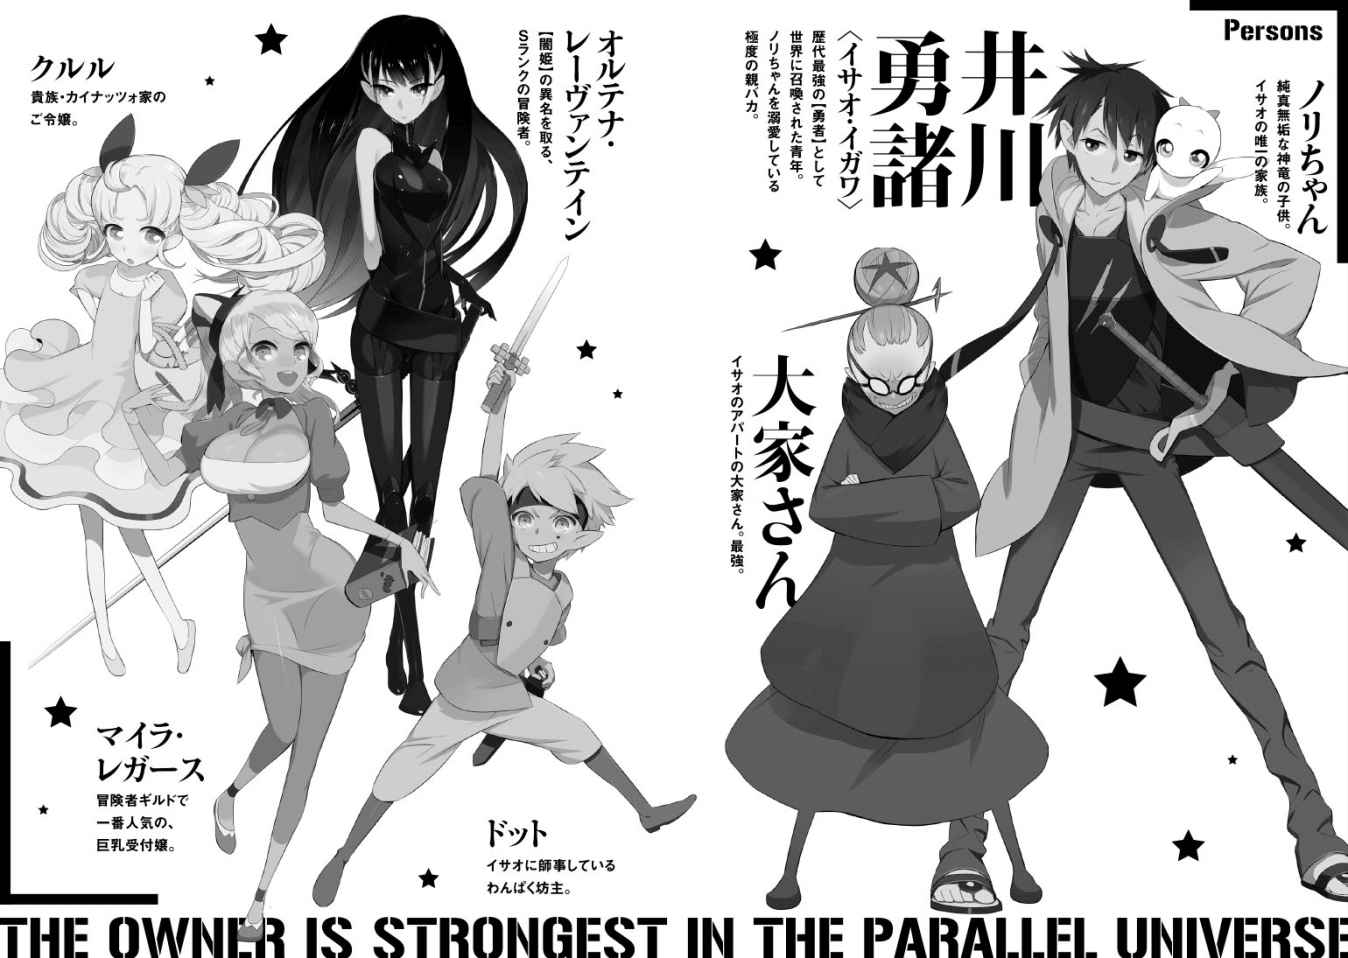 Persons
ノリちゃん
純真無垢な神竜の子供。
イサオの唯一の家族。
井川
勇諸
〈イサオ・イガワ〉
歴代最強の【勇者】として
世界に召喚された青年。
ノリちゃんを溺愛している
極度の親バカ。
大家さん
イサオのアパートの大家さん。最強。
オルテナ・
レーヴァンテイン
【闇姫】の異名を取る、
Sランクの冒険者。
クルル
貴族・カイナッツォ家の
ご令嬢。
マイラ・
レガース
冒険者ギルドで
一番人気の、
巨乳受付嬢。
ドット
イサオに師事している
わんぱく坊主。
THE OWNER IS STRONGEST IN THE PARALLEL UNIVERSE